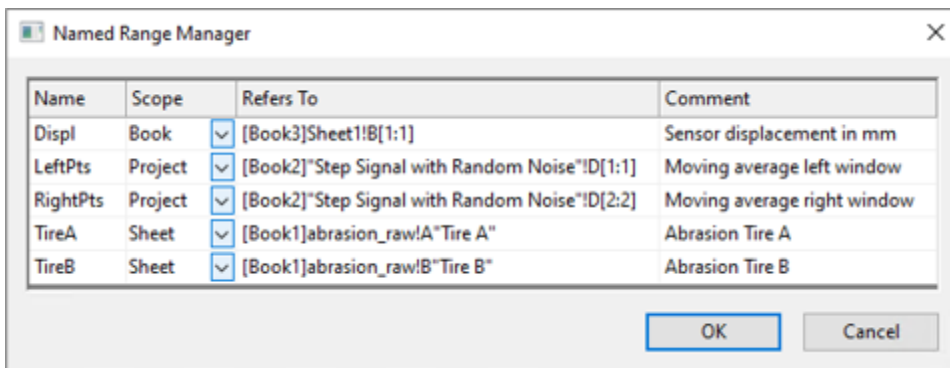 Named Range Manager
Name Scope Refers To Comment
Displ Book [Book3]Sheet1!B[1:1] Sensor displacement in mm
LeftPts Project [Book2]"Step Signal with Random Noise"!D[1:1] Moving average left window
RightPts Project [Book2]"Step Signal with Random Noise"!D[2:2] Moving average right window
TireA Sheet [Book1]abrasion_raw!A"Tire A" Abrasion Tire A
TireB Sheet [Book1]abrasion_raw!B"Tire B" Abrasion Tire B
OK Cancel